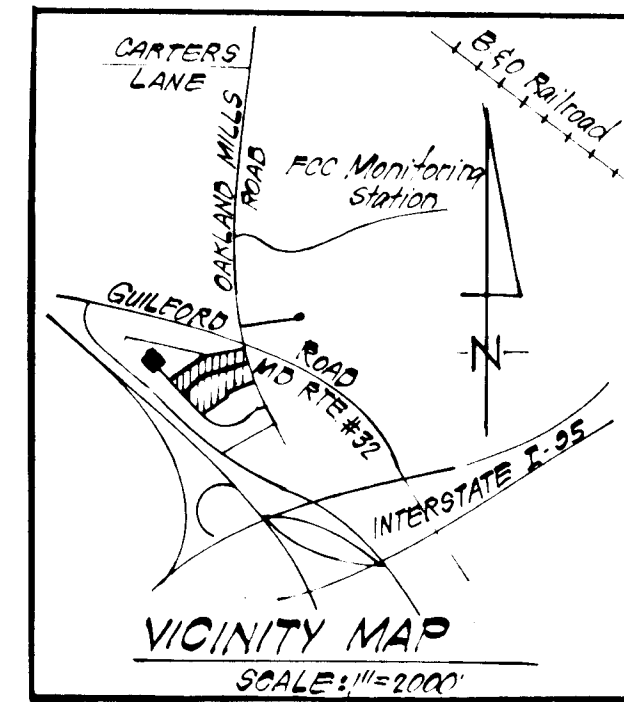 CARTERS
LANE
B&O Railroad
OAKLAND MILLS
ROAD
FCC Monitoring
Station
GUILFORD
ROAD
MD RTE #32
N
INTERSTATE I-95
VICINITY MAP
SCALE: 1"=2000'